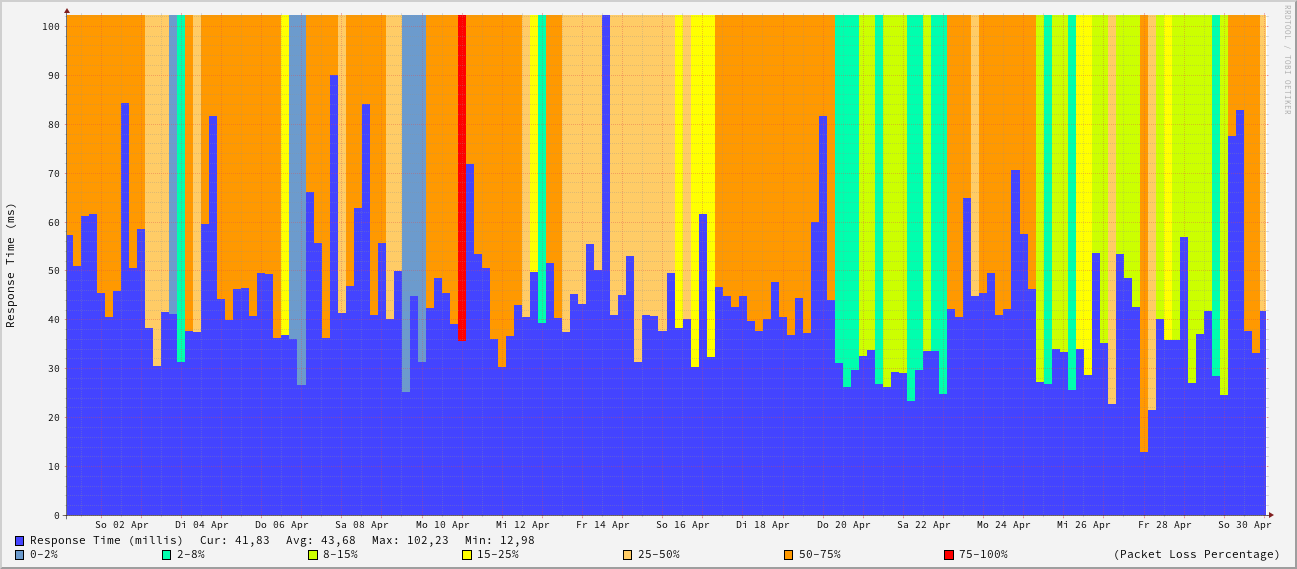 RRDTOOL / TOBI OETIKER
Response Time (ms)
100
90
80
70
60
50
40
30
20
10
0
So 02 Apr Di 04 Apr Do 06 Apr Sa 08 Apr Mo 10 Apr Mi 12 Apr Fr 14 Apr So 16 Apr Di 18 Apr Do 20 Apr Sa 22 Apr Mo 24 Apr Mi 26 Apr Fr 28 Apr So 30 Apr
Response Time (millis) Cur: 41,83 Avg: 43,68 Max: 102,23 Min: 12,98
0-2% 2-8% 8-15% 15-25% 25-50% 50-75% 75-100% (Packet Loss Percentage)